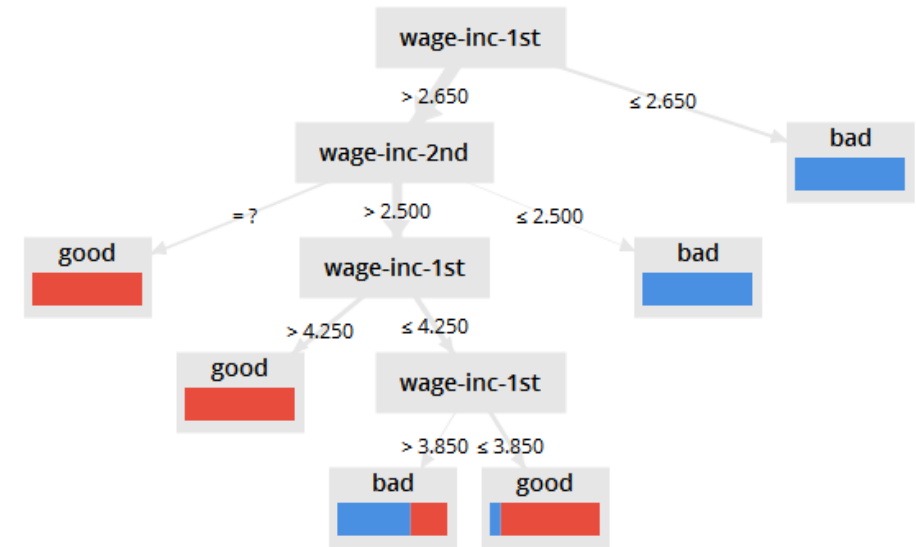 wage-inc-1st
> 2.650
≤ 2.650
wage-inc-2nd
bad
= ?
> 2.500
≤ 2.500
good
wage-inc-1st
bad
> 4.250
≤ 4.250
good
wage-inc-1st
> 3.850
≤ 3.850
bad
good